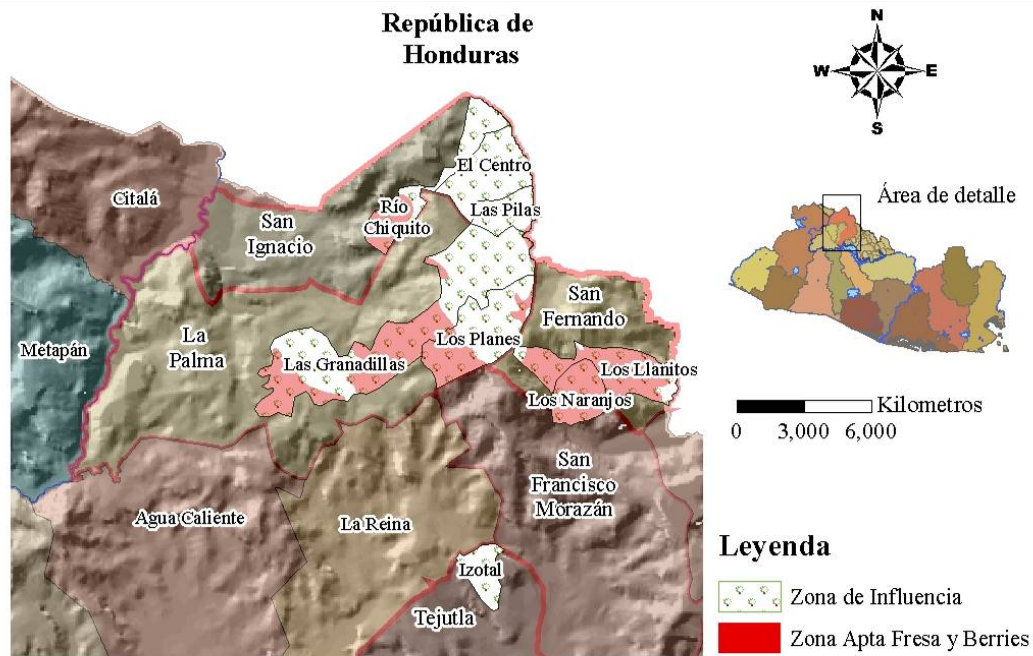 República de
Honduras
N
W
E
S
Área de detalle
Citalá
El Centro
Río
Chiquito
San
Ignacio
Las Pilas
San
Fernando
Metapán
La
Palma
Los Planes
Las Granadillas
Los Llanitos
Los Naranjos
Kilometros
0 3,000 6,000
San
Francisco
Morazán
Agua Caliente
La Reina
Izotal
Tejutla
Leyenda
Zona de Influencia
Zona Apta Fresa y Berries